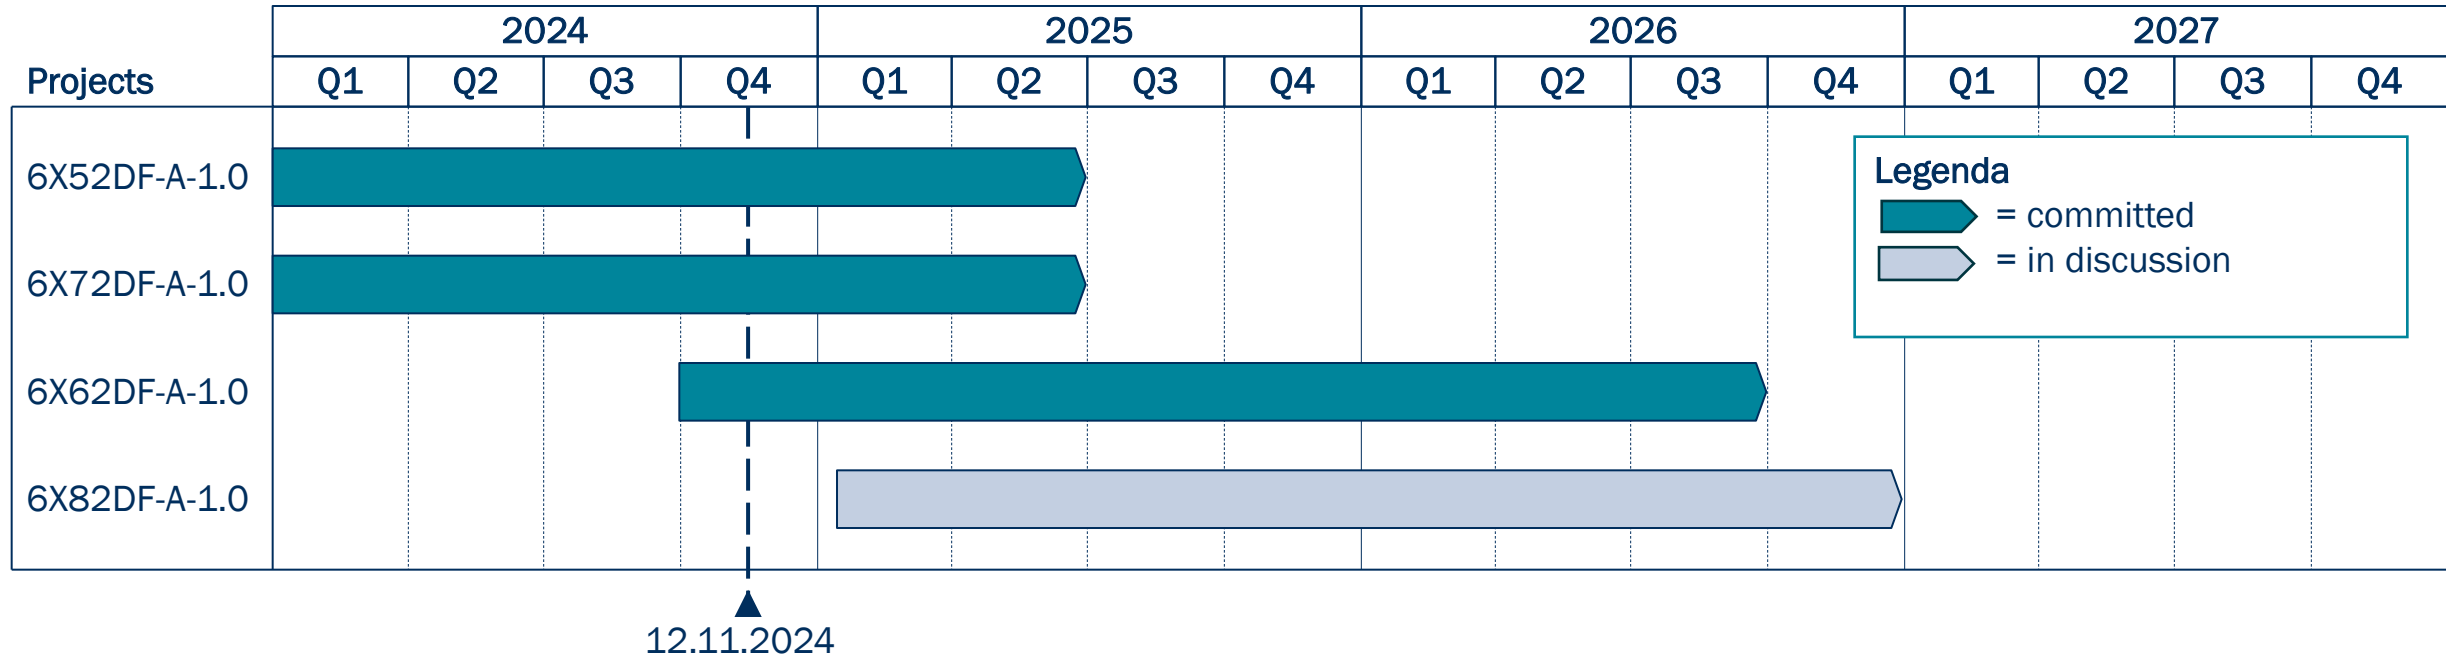 2024 2025 2026 2027
Projects Q1 Q2 Q3 Q4 Q1 Q2 Q3 Q4 Q1 Q2 Q3 Q4 Q1 Q2 Q3 Q4
6X52DF-A-1.0
6X72DF-A-1.0
6X62DF-A-1.0
6X82DF-A-1.0
Legenda
= committed
= in discussion
12.11.2024